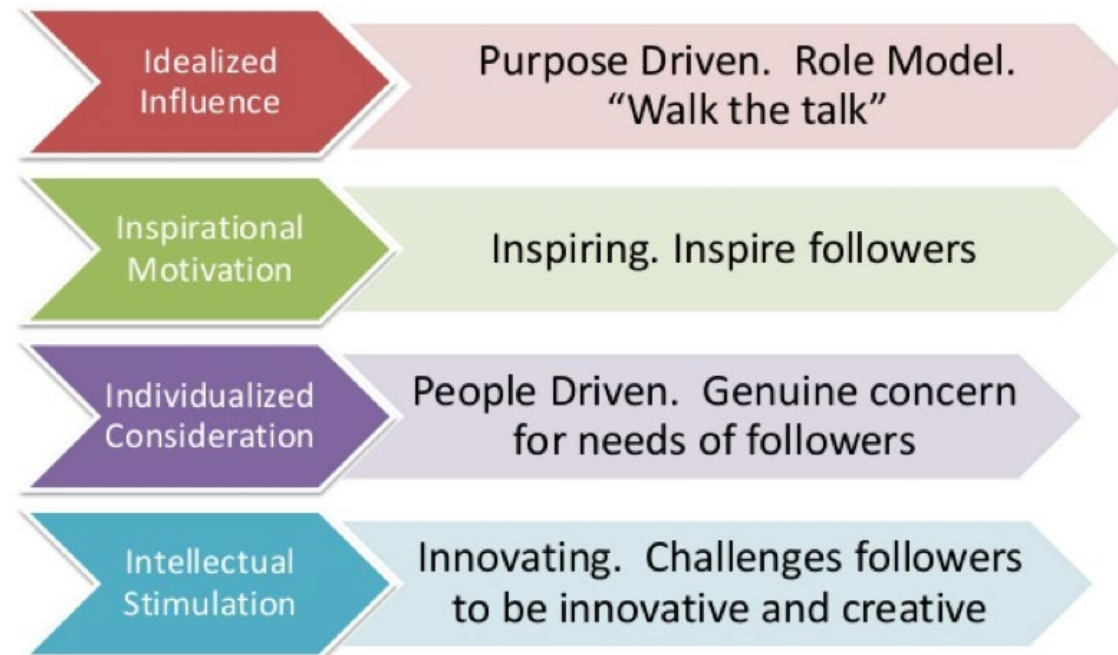 Idealized
Influence
Purpose Driven.  Role Model.
“Walk the talk”
Inspirational
Motivation
Inspiring. Inspire followers
Individualized
Consideration
People Driven.  Genuine concern
for needs of followers
Intellectual
Stimulation
Innovating.  Challenges followers
to be innovative and creative